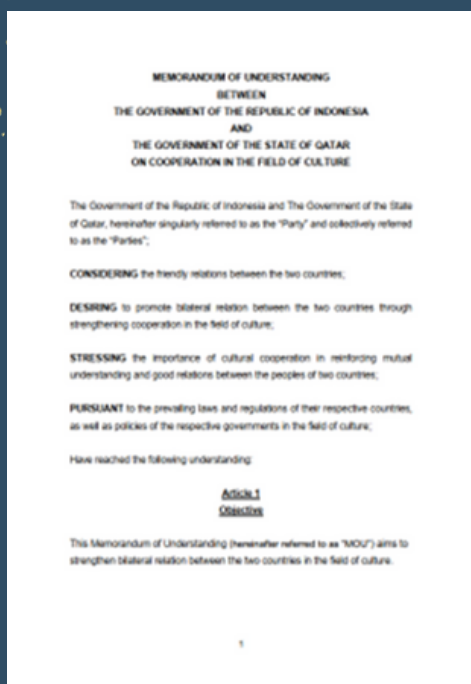 MEMORANDUM OF UNDERSTANDING
BETWEEN
THE GOVERNMENT OF THE REPUBLIC OF INDONESIA
AND
THE GOVERNMENT OF THE STATE OF QATAR
ON COOPERATION IN THE FIELD OF CULTURE
The Government of the Republic of Indonesia and The Government of the State
of Qatar, hereinafter singularly referred to as the "Party" and collectively referred
to as the "Parties";
CONSIDERING the friendly relations between the two countries;
DESIRING to promote bilateral relation between the two countries through
strengthening cooperation in the field of culture;
STRESSING the importance of cultural cooperation in reinforcing mutual
understanding and good relations between the peoples of two countries;
PURSUANT to the prevailing laws and regulations of their respective countries,
as well as policies of the respective governments in the field of culture;
Have reached the following understanding:
Article 1
Objective
This Memorandum of Understanding (hereinafter referred to as "MOU") aims to
strengthen bilateral relation between the two countries in the field of culture.
1